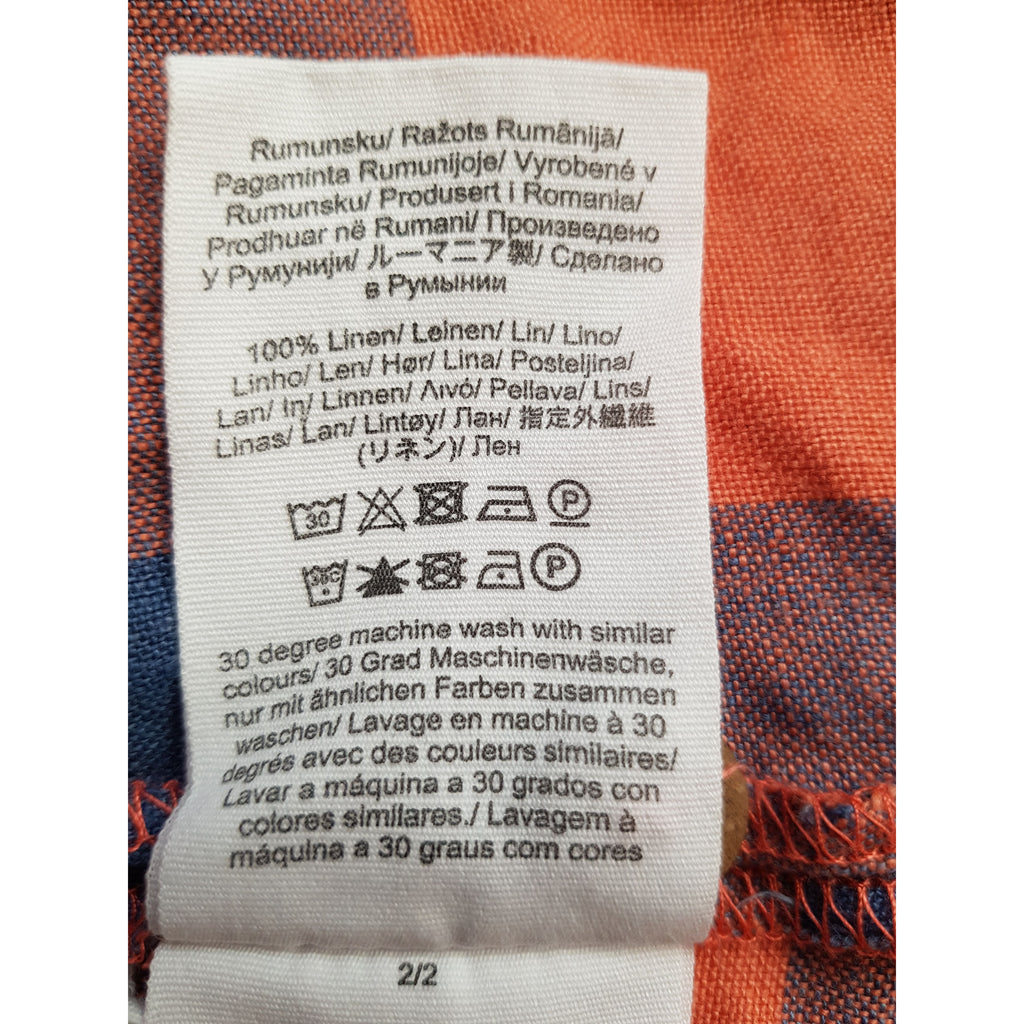 Rumunsku/ Ražots Rumānijā/
Pagaminta Rumunijoje/ Vyrobené v
Rumunsku/ Produsert i Romania/
Prodhuar në Rumani/ Произведено
у Румунији/ ルーマニア製/ Сделано
в Румынии
100% Linen/ Leinen/ Lin/ Lino/
Linho/ Len/ Hør/ Lina/ Posteljina/
Lan/ In/ Linnen/ Λινό/ Pellava/ Lins/
Linas/ Lan/ Lintøy/ Лан/ 指定外繊維
(リネン)/ Лен
30 P
30C P
30 degree machine wash with similar
colours/ 30 Grad Maschinenwäsche,
nur mit ähnlichen Farben zusammen
waschen/ Lavage en machine à 30
degrés avec des couleurs similaires/
Lavar a máquina a 30 grados con
colores similares./ Lavagem à
máquina a 30 graus com cores
2/2